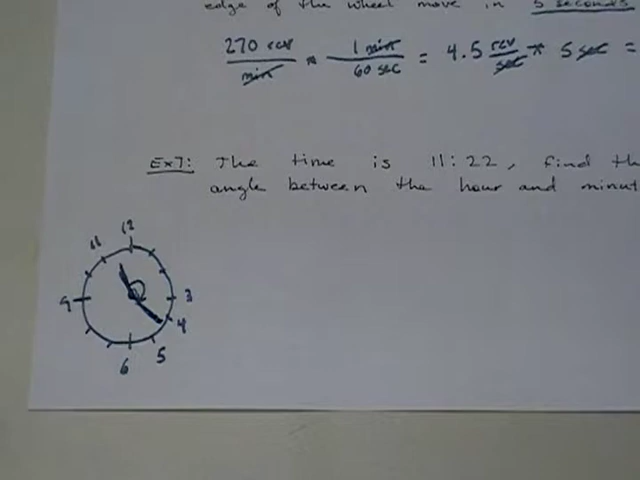 edge of the wheel move in 5 seconds
270 rev / min * 1 min / 60 sec = 4.5 rev / sec * 5 sec =
Ex7: The time is 11:22, find th
angle between the hour and minut
12
11
9 3
4
5
6